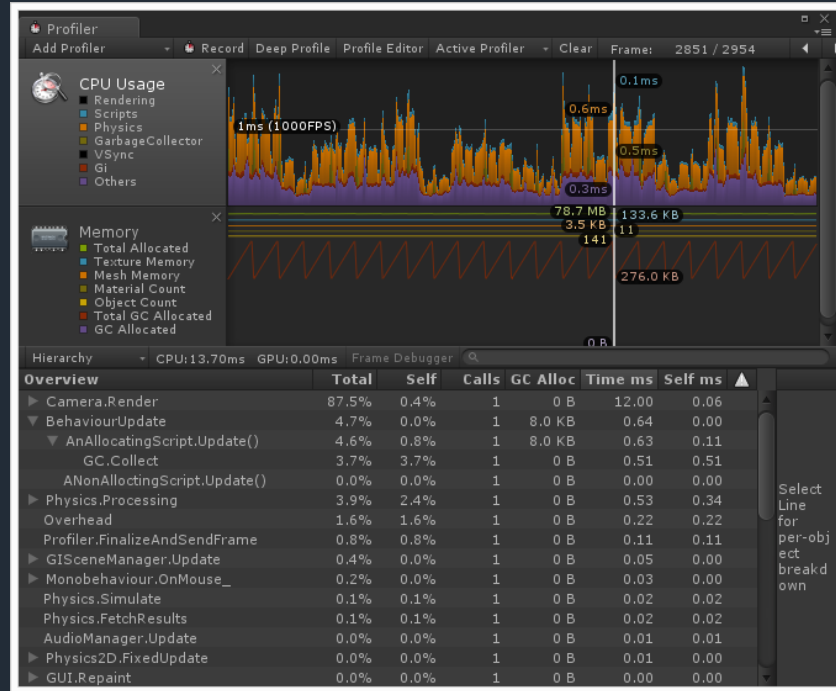 Profiler
Add Profiler Record Deep Profile Profile Editor Active Profiler Clear Frame: 2851 / 2954
CPU Usage
Rendering
Scripts
Physics
GarbageCollector
VSync
Gi
Others
1ms (1000FPS)
0.1ms
0.6ms
0.5ms
0.3ms
Memory
Total Allocated
Texture Memory
Mesh Memory
Material Count
Object Count
Total GC Allocated
GC Allocated
78.7 MB 133.6 KB
3.5 KB 11
141
276.0 KB
0 B
Hierarchy CPU:13.70ms GPU:0.00ms Frame Debugger
Overview Total Self Calls GC Alloc Time ms Self ms
Camera.Render 87.5% 0.4% 1 0 B 12.00 0.06
BehaviourUpdate 4.7% 0.0% 1 8.0 KB 0.64 0.00
AnAllocatingScript.Update() 4.6% 0.8% 1 8.0 KB 0.63 0.11
GC.Collect 3.7% 3.7% 1 0 B 0.51 0.51
ANonAlloctingScript.Update() 0.0% 0.0% 1 0 B 0.00 0.00
Physics.Processing 3.9% 2.4% 1 0 B 0.53 0.34
Overhead 1.6% 1.6% 1 0 B 0.22 0.22
Profiler.FinalizeAndSendFrame 0.8% 0.8% 1 0 B 0.11 0.11
GISceneManager.Update 0.4% 0.0% 1 0 B 0.05 0.00
Monobehaviour.OnMouse_ 0.2% 0.0% 1 0 B 0.03 0.00
Physics.Simulate 0.1% 0.1% 1 0 B 0.02 0.02
Physics.FetchResults 0.1% 0.1% 1 0 B 0.02 0.02
AudioManager.Update 0.0% 0.0% 1 0 B 0.01 0.01
Physics2D.FixedUpdate 0.0% 0.0% 1 0 B 0.01 0.00
GUI.Repaint 0.0% 0.0% 1 0 B 0.00 0.00
Select
Line
for
per-obj
ect
breakd
own